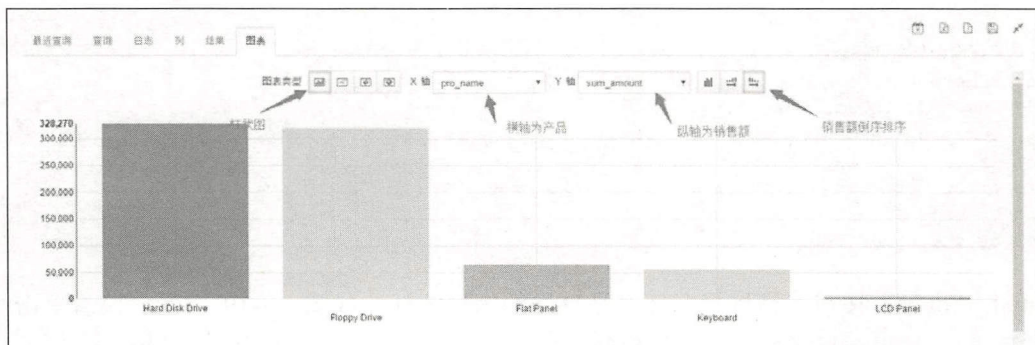 最近查询 查询 日志 列 结果 图表
图表类型 X 轴 pro_name Y 轴 sum_amount
柱状图 横轴为产品 纵轴为销售额 销售额倒序排序
328,270
300,000
250,000
200,000
150,000
100,000
50,000
0
Hard Disk Drive Floppy Drive Flat Panel Keyboard LCD Panel